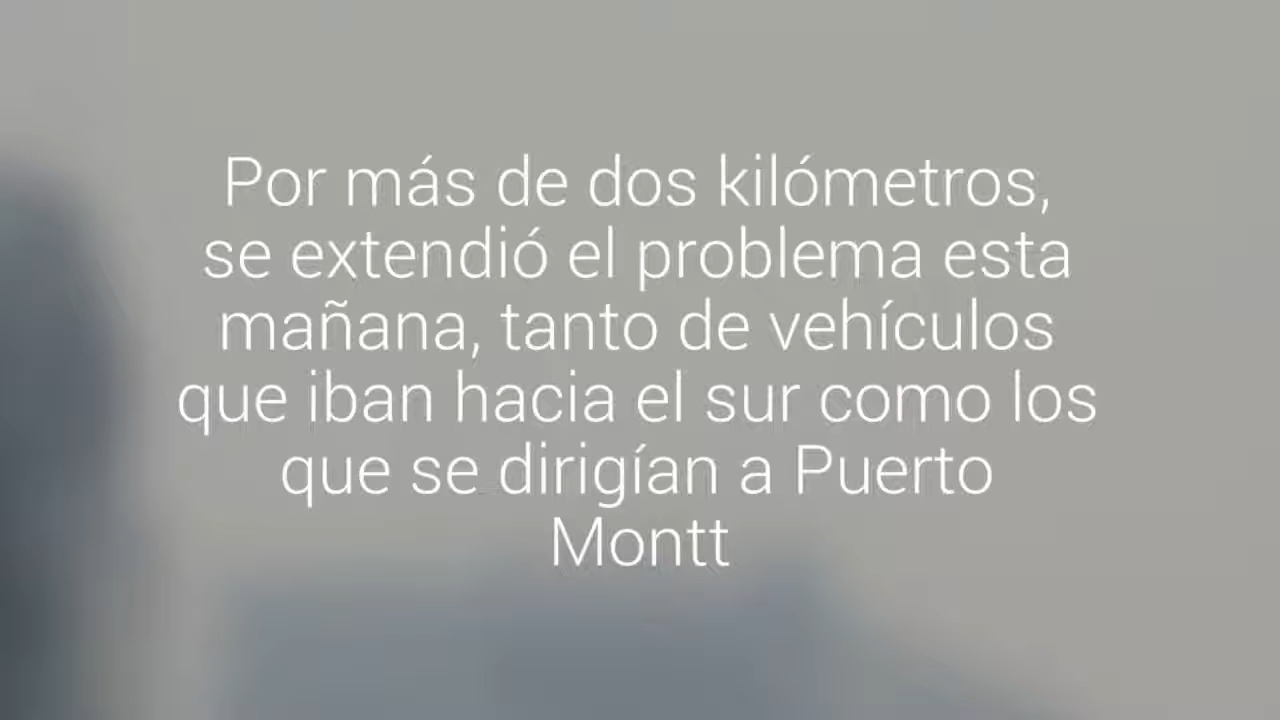 Por más de dos kilómetros,
se extendió el problema esta
mañana, tanto de vehículos
que iban hacia el sur como los
que se dirigían a Puerto
Montt